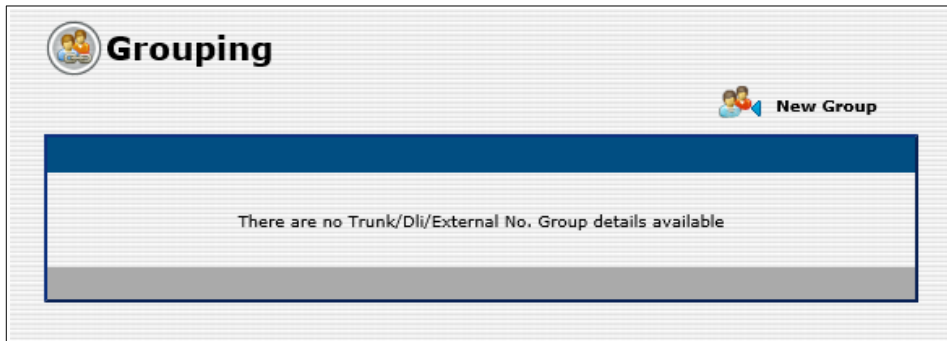 Grouping
New Group
There are no Trunk/Dli/External No. Group details available